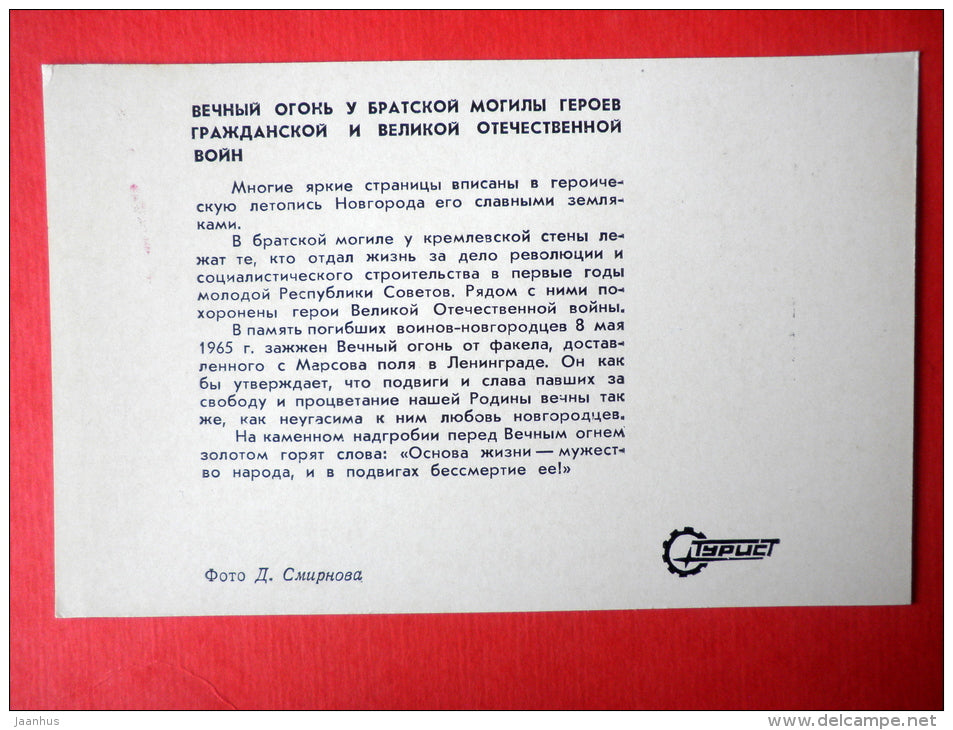 ВЕЧНЫЙ ОГОНЬ У БРАТСКОЙ МОГИЛЫ ГЕРОЕВ
ГРАЖДАНСКОЙ И ВЕЛИКОЙ ОТЕЧЕСТВЕННОЙ
ВОЙН
Многие яркие страницы вписаны в героиче-
скую летопись Новгорода его славными земля-
ками.
В братской могиле у кремлевской стены ле-
жат те, кто отдал жизнь за дело революции и
социалистического строительства в первые годы
молодой Республики Советов. Рядом с ними по-
хоронены герои Великой Отечественной войны.
В память погибших воинов-новгородцев 8 мая
1965 г. зажжен Вечный огонь от факела, достав-
ленного с Марсова поля в Ленинграде. Он как
бы утверждает, что подвиги и слава павших за
свободу и процветание нашей Родины вечны так
же, как неугасима к ним любовь новгородцев.
На каменном надгробии перед Вечным огнем
золотом горят слова: «Основа жизни — мужест-
во народа, и в подвигах бессмертие ее!»
Фото Д. Смирнова
ТУРИСТ
Jaanhus
www.delcampe.net